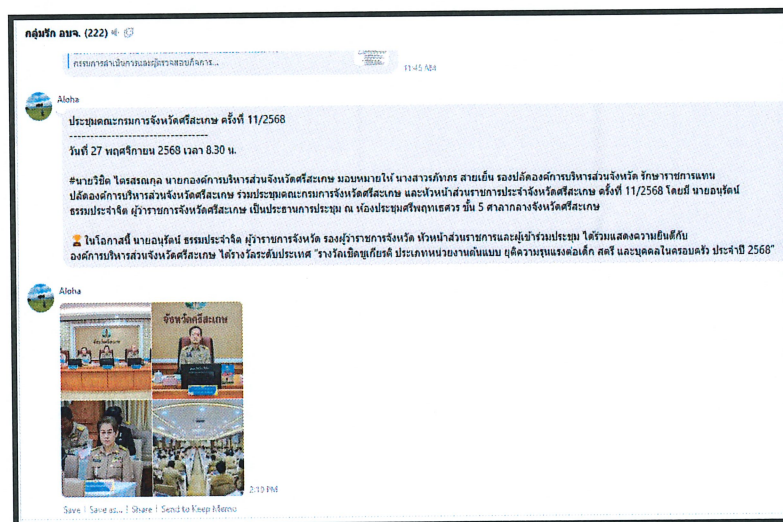 กลุ่มรัก อบจ. (222)
กรรมการดำเนินการและผู้ตรวจสอบกิจการ...
11:45 AM
Aloha
ประชุมคณะกรมการจังหวัดศรีสะเกษ ครั้งที่ 11/2568
----------------------------------
วันที่ 27 พฤศจิกายน 2568 เวลา 8.30 น.
#นายวิชิต ไตรสรณกุล นายกองค์การบริหารส่วนจังหวัดศรีสะเกษ มอบหมายให้ นางสาวรภัทภร สายเย็น รองปลัดองค์การบริหารส่วนจังหวัด รักษาราชการแทน
ปลัดองค์การบริหารส่วนจังหวัดศรีสะเกษ ร่วมประชุมคณะกรมการจังหวัดศรีสะเกษ และหัวหน้าส่วนราชการประจำจังหวัดศรีสะเกษ ครั้งที่ 11/2568 โดยมี นายอนุรัตน์
ธรรมประจำจิต ผู้ว่าราชการจังหวัดศรีสะเกษ เป็นประธานการประชุม ณ ห้องประชุมศรีพฤทเธศวร ชั้น 5 ศาลากลางจังหวัดศรีสะเกษ
🏆 ในโอกาสนี้ นายอนุรัตน์ ธรรมประจำจิต ผู้ว่าราชการจังหวัด รองผู้ว่าราชการจังหวัด หัวหน้าส่วนราชการและผู้เข้าร่วมประชุม ได้ร่วมแสดงความยินดีกับ
องค์การบริหารส่วนจังหวัดศรีสะเกษ ได้รางวัลระดับประเทศ "รางวัลเชิดชูเกียรติ ประเภทหน่วยงานต้นแบบ ยุติความรุนแรงต่อเด็ก สตรี และบุคคลในครอบครัว ประจำปี 2568"
Aloha
จังหวัดศรีสะเกษ
2:10 PM
Save | Save as... | Share | Send to Keep Memo